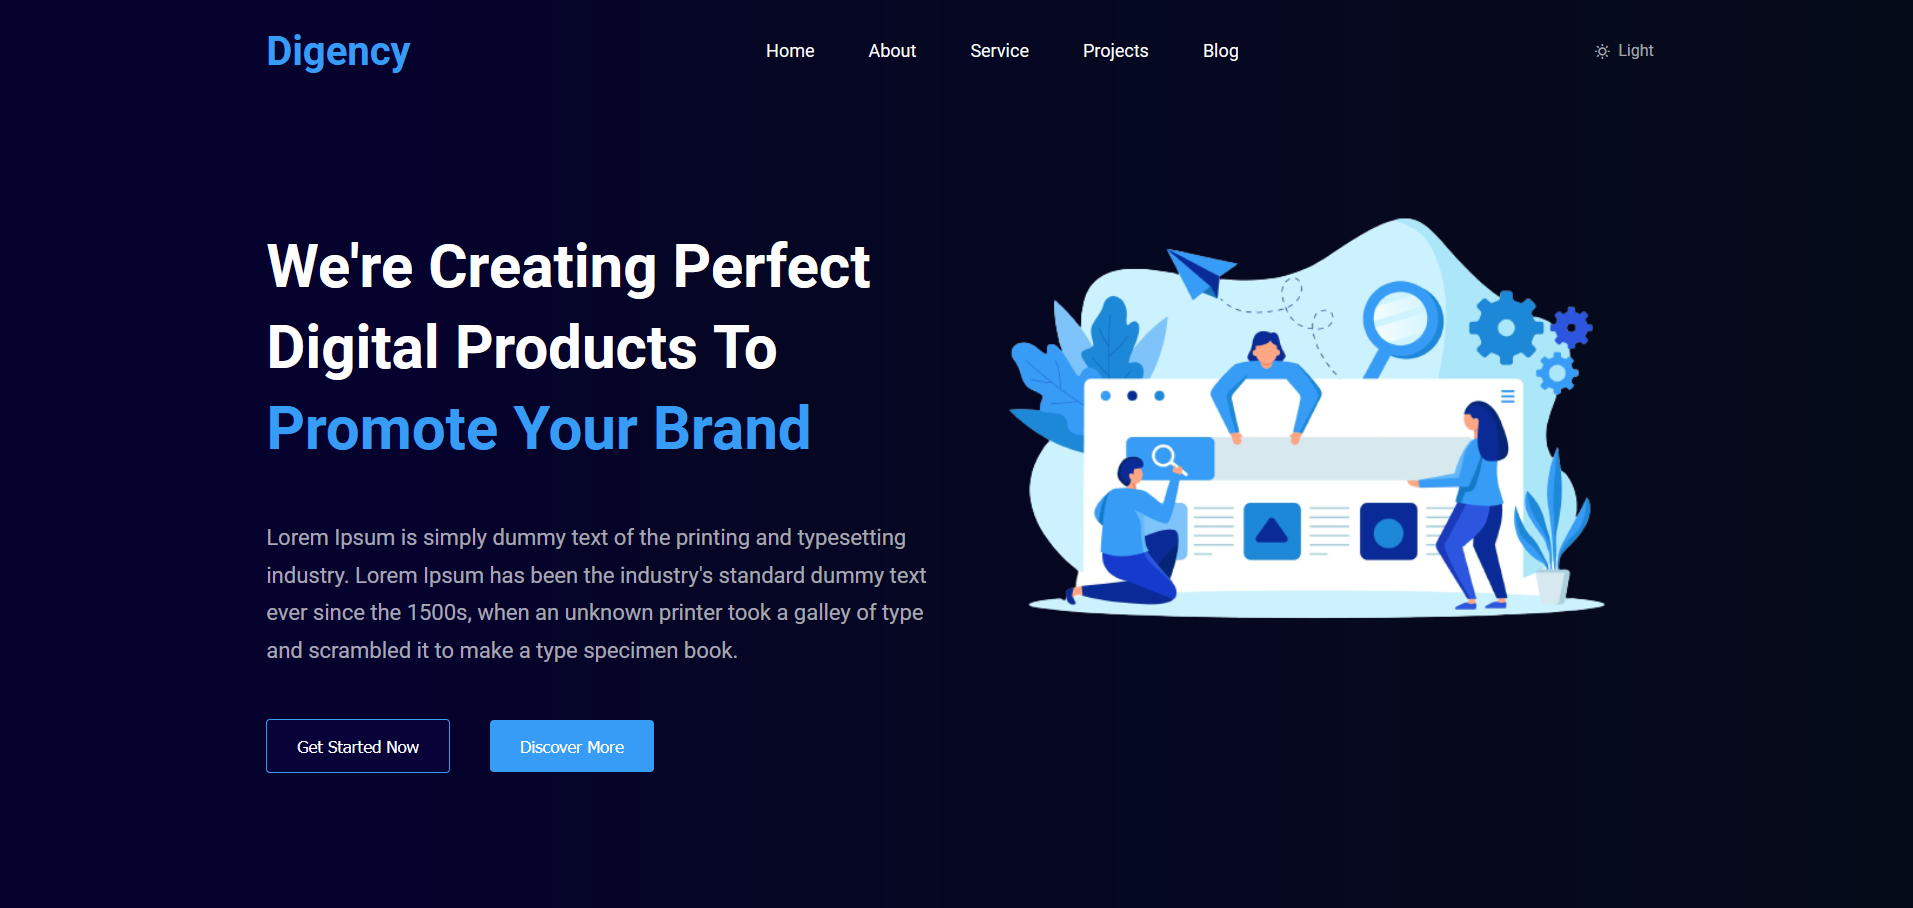 Digency
Home
About
Service
Projects
Blog
Light
We're Creating Perfect
Digital Products To
Promote Your Brand
Lorem Ipsum is simply dummy text of the printing and typesetting
industry. Lorem Ipsum has been the industry's standard dummy text
ever since the 1500s, when an unknown printer took a galley of type
and scrambled it to make a type specimen book.
Get Started Now
Discover More